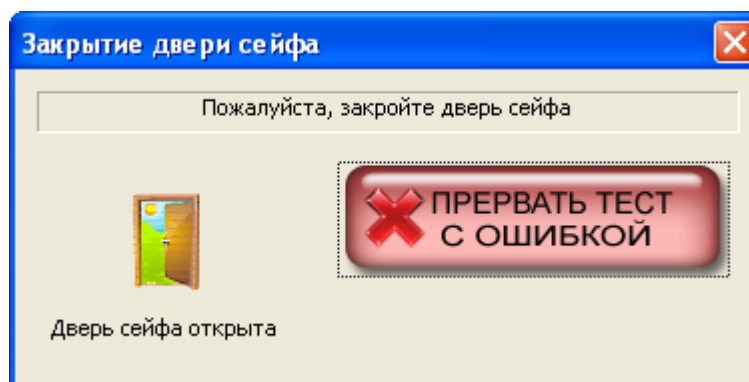 Закрытие двери сейфа
Пожалуйста, закройте дверь сейфа
ПРЕРВАТЬ ТЕСТ
С ОШИБКОЙ
Дверь сейфа открыта